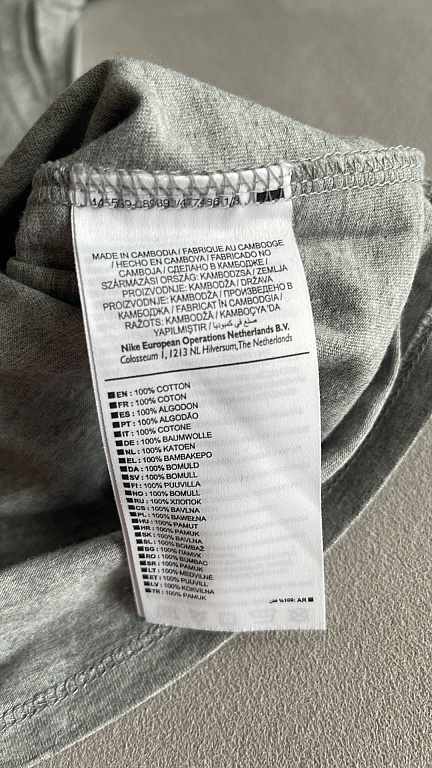 MADE IN CAMBODIA / FABRIQUE AU CAMBODGE
/ HECHO EN CAMBOYA / FABRICADO NO
CAMBOJA / СДЕЛАНО В КАМБОДЖЕ /
SZÁRMAZÁSI ORSZÁG: KAMBODZSA / ZEMLJA
PROIZVODNJE: KAMBODŽA / DRŽAVA
PROIZVODNJE: KAMBODŽA / ПРОИЗВЕДЕНО В
КАМБОДЖА / FABRICAT ÎN CAMBODGIA /
RAŽOTS: KAMBODŽĀ / KAMBOÇYA'DA
YAPILMIŞTIR / صنع في كمبوديا
Nike European Operations Netherlands B.V.
Colosseum 1, 1213 NL Hilversum, The Netherlands
EN : 100% COTTON
FR : 100% COTON
ES : 100% ALGODON
PT : 100% ALGODÃO
IT : 100% COTONE
DE : 100% BAUMWOLLE
NL : 100% KATOEN
EL : 100% ΒΑΜΒΑΚΕΡΟ
DA : 100% BOMULD
SV : 100% BOMULL
FI : 100% PUUVILLA
NO : 100% BOMULL
RU : 100% ХЛОПОК
CS : 100% BAVLNA
PL : 100% BAWEŁNA
HU : 100% PAMUT
HR : 100% PAMUK
SK : 100% BAVLNA
SL : 100% BOMBAŽ
BG : 100% ПАМУК
RO : 100% BUMBAC
SR : 100% PAMUK
LT : 100% MEDVILNĖ
ET : 100% PUUVILL
LV : 100% KOKVILNA
TR : 100% PAMUK
AR : 100% قطن